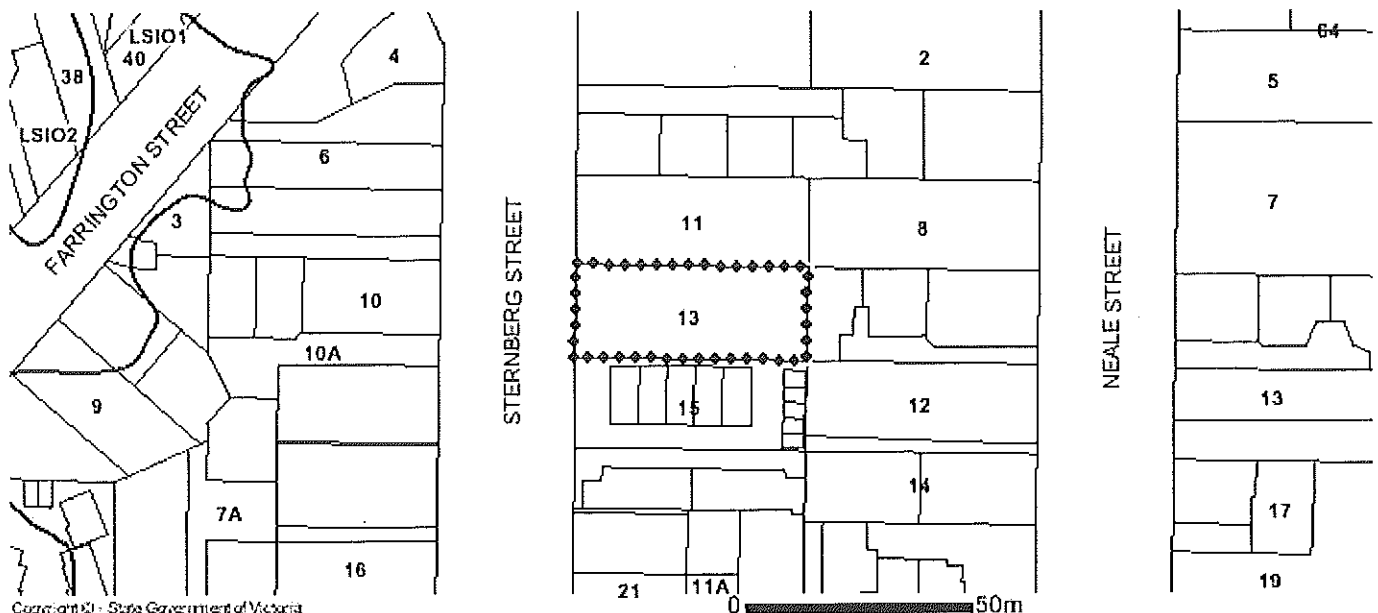 LSIO1
40
38
4
2
64
5
LSIO2
FARRINGTON STREET
6
3
7
11
8
STERNBERG STREET
NEALE STREET
10
13
10A
9
15
12
13
14
7A
17
16
21
11A
19
0
50m
Copyright © - State Government of Victoria